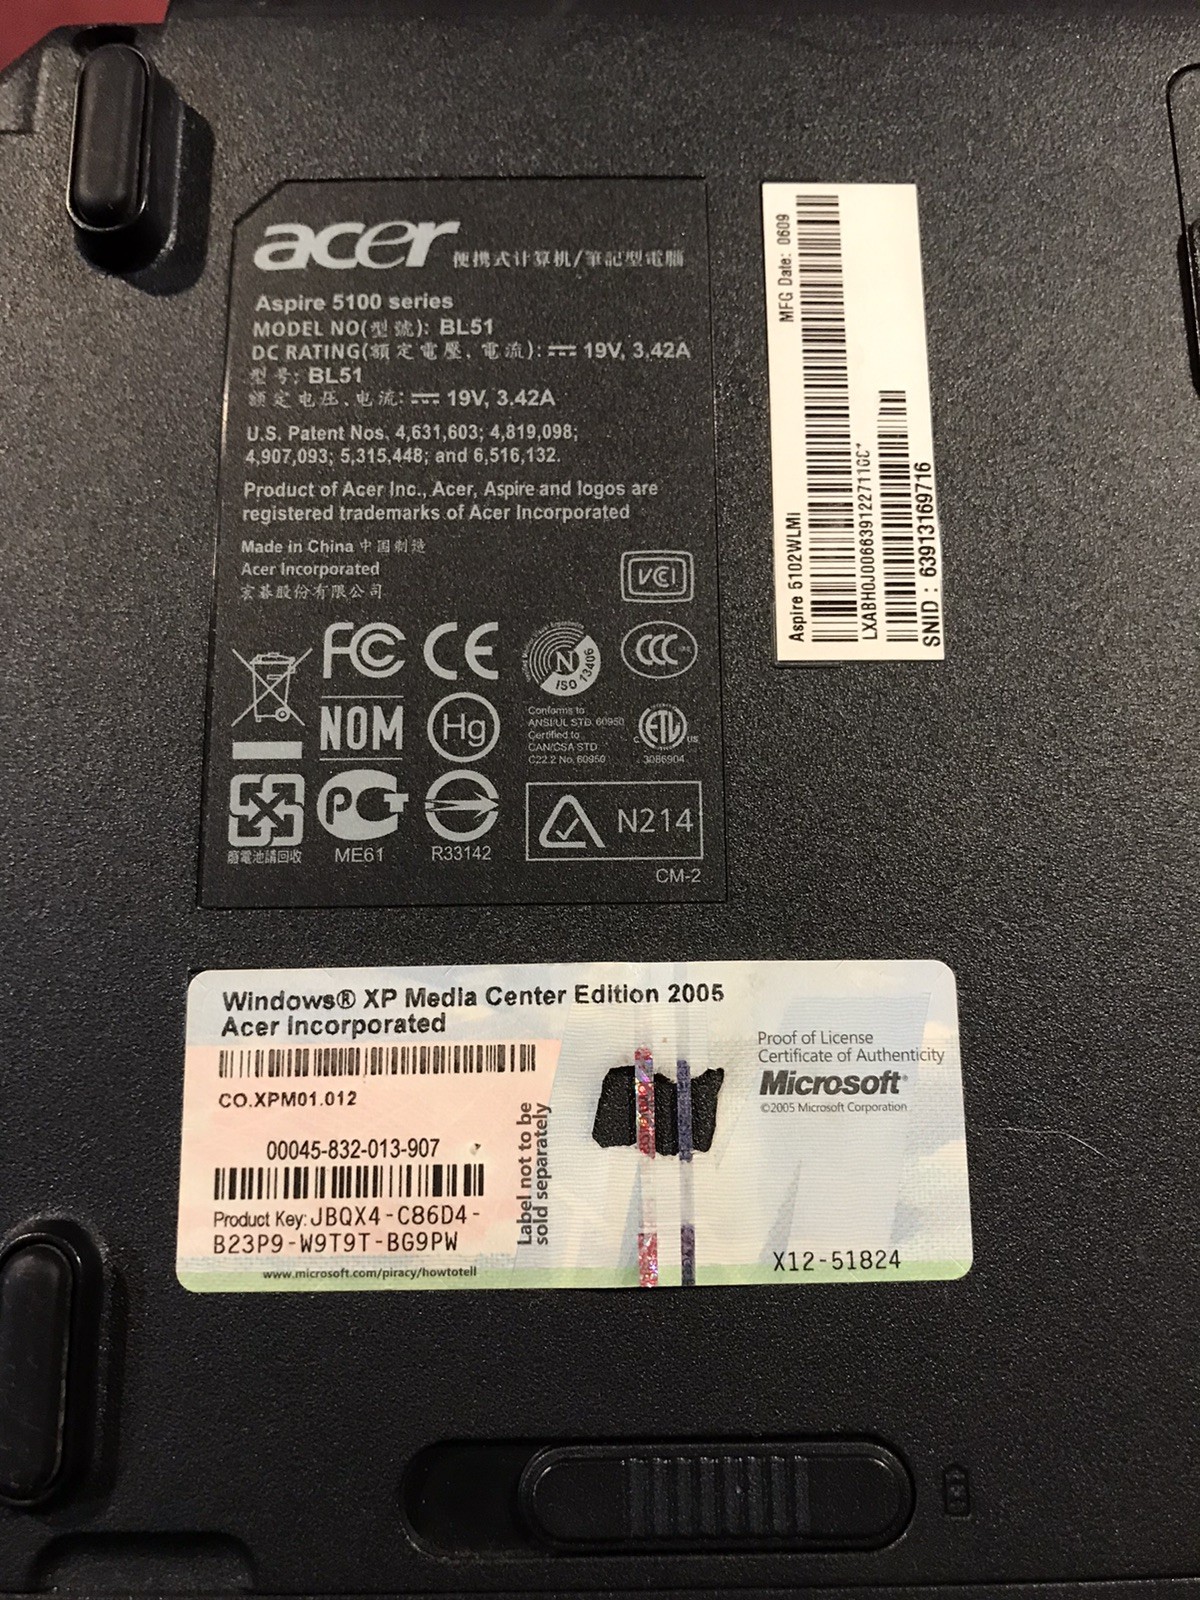 acer 便携式计算机/筆記型電腦
Aspire 5100 series
MODEL NO(型號): BL51
DC RATING(額定電壓、電流): 19V, 3.42A
型号: BL51
额定电压、电流: 19V, 3.42A
U.S. Patent Nos. 4,631,603; 4,819,098;
4,907,093; 5,315,448; and 6,516,132.
Product of Acer Inc., Acer, Aspire and logos are
registered trademarks of Acer Incorporated
Made in China 中国制造
Acer Incorporated
宏碁股份有限公司
VCI
FC CE
N
ISO 13406
CCC
NOM
Hg
Conforms to
ANSI/UL STD. 60950
Certified to
CAN/CSA STD
C22.2 No. 60950
C ETL US
3086904
廢電池請回收
ME61
R33142
N214
CM-2
MFG Date: 0609
Aspire 5102WLMi
LXABH0J00663912271
SNID : 63913169716
Windows® XP Media Center Edition 2005
Acer Incorporated
CO.XPM01.012
00045-832-013-907
Product Key: JBQX4-C86D4-
B23P9-W9T9T-BG9PW
www.microsoft.com/piracy/howtotell
Label not to be
sold separately
Proof of License
Certificate of Authenticity
Microsoft®
©2005 Microsoft Corporation
X12-51824